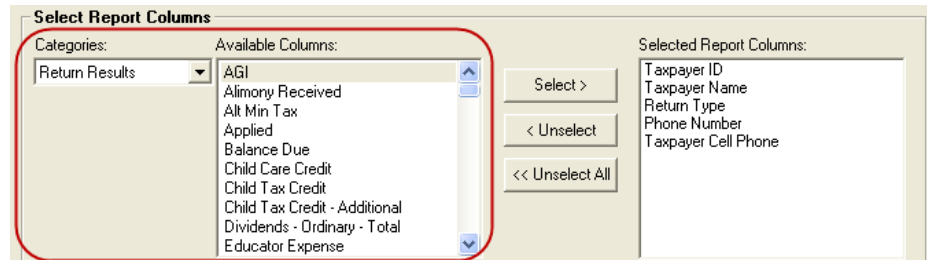 Select Report Columns
Categories:
Return Results
Available Columns:
AGI
Alimony Received
Alt Min Tax
Applied
Balance Due
Child Care Credit
Child Tax Credit
Child Tax Credit - Additional
Dividends - Ordinary - Total
Educator Expense
Select >
< Unselect
<< Unselect All
Selected Report Columns:
Taxpayer ID
Taxpayer Name
Return Type
Phone Number
Taxpayer Cell Phone